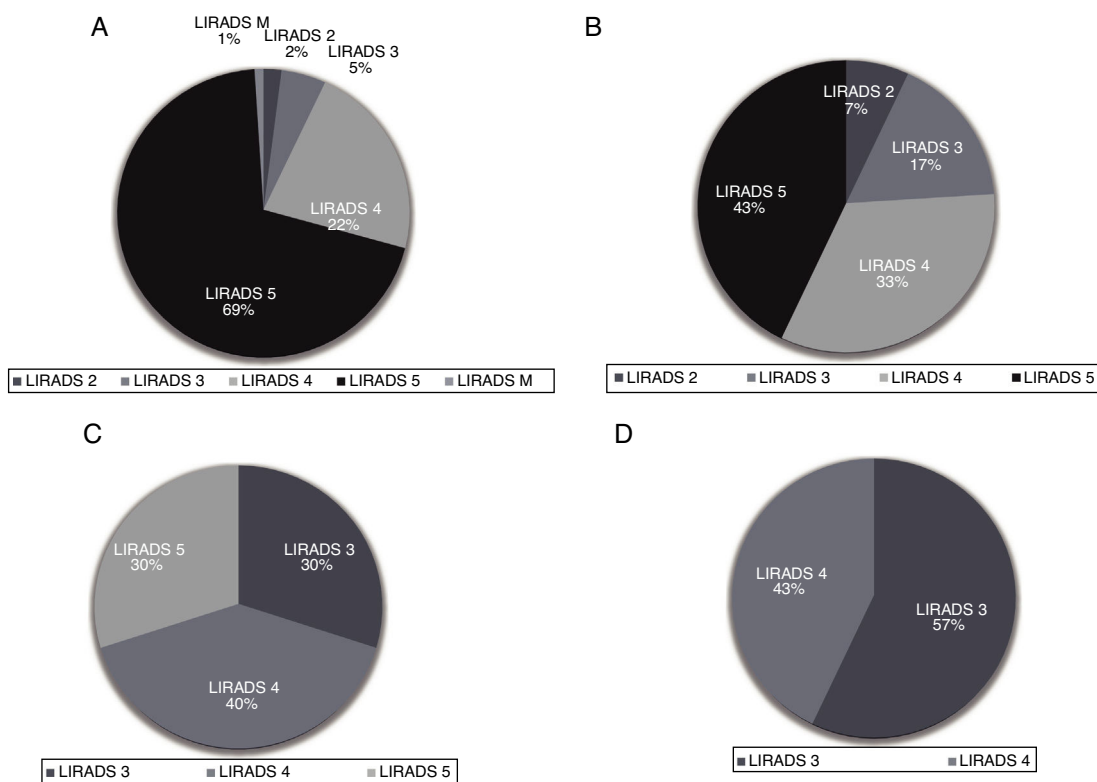 A
LIRADS M
1%
LIRADS 2
2%
LIRADS 3
5%
LIRADS 4
22%
LIRADS 5
69%
LIRADS 2 LIRADS 3 LIRADS 4 LIRADS 5 LIRADS M
B
LIRADS 2
7%
LIRADS 3
17%
LIRADS 5
43%
LIRADS 4
33%
LIRADS 2 LIRADS 3 LIRADS 4 LIRADS 5
C
LIRADS 5
30%
LIRADS 3
30%
LIRADS 4
40%
LIRADS 3 LIRADS 4 LIRADS 5
D
LIRADS 4
43%
LIRADS 3
57%
LIRADS 3 LIRADS 4